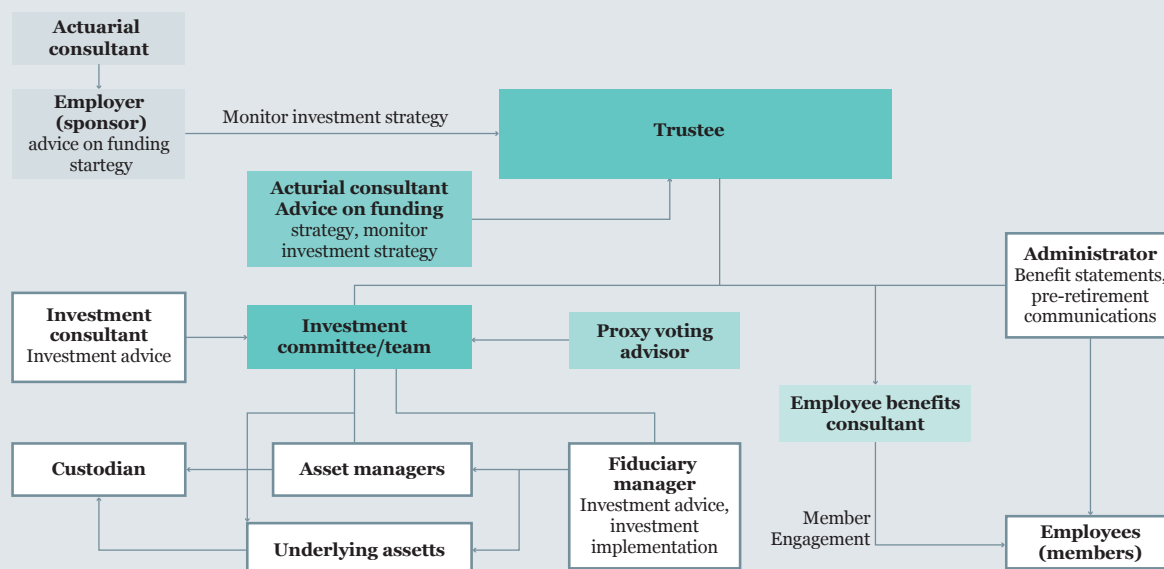 Actuarial
consultant
Employer
(sponsor)
advice on funding
startegy
Monitor investment strategy
Trustee
Acturial consultant
Advice on funding
strategy, monitor
investment strategy
Administrator
Benefit statements,
pre-retirement
communications
Investment
consultant
Investment advice
Investment
committee/team
Proxy voting
advisor
Employee benefits
consultant
Custodian
Asset managers
Fiduciary
manager
Investment advice,
investment
implementation
Underlying assetts
Member
Engagement
Employees
(members)